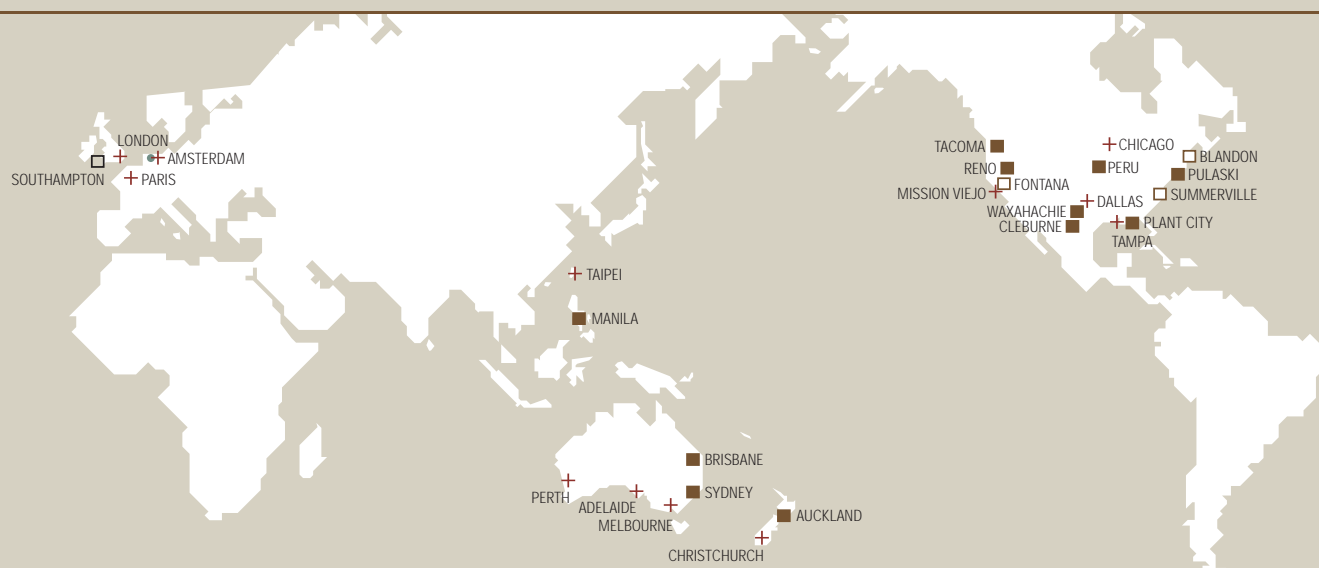 LONDON
AMSTERDAM
SOUTHAMPTON
PARIS
TACOMA
CHICAGO
BLANDON
RENO
PERU
PULASKI
FONTANA
MISSION VIEJO
SUMMERVILLE
DALLAS
WAXAHACHIE
CLEBURNE
PLANT CITY
TAMPA
TAIPEI
MANILA
BRISBANE
SYDNEY
PERTH
ADELAIDE
MELBOURNE
AUCKLAND
CHRISTCHURCH